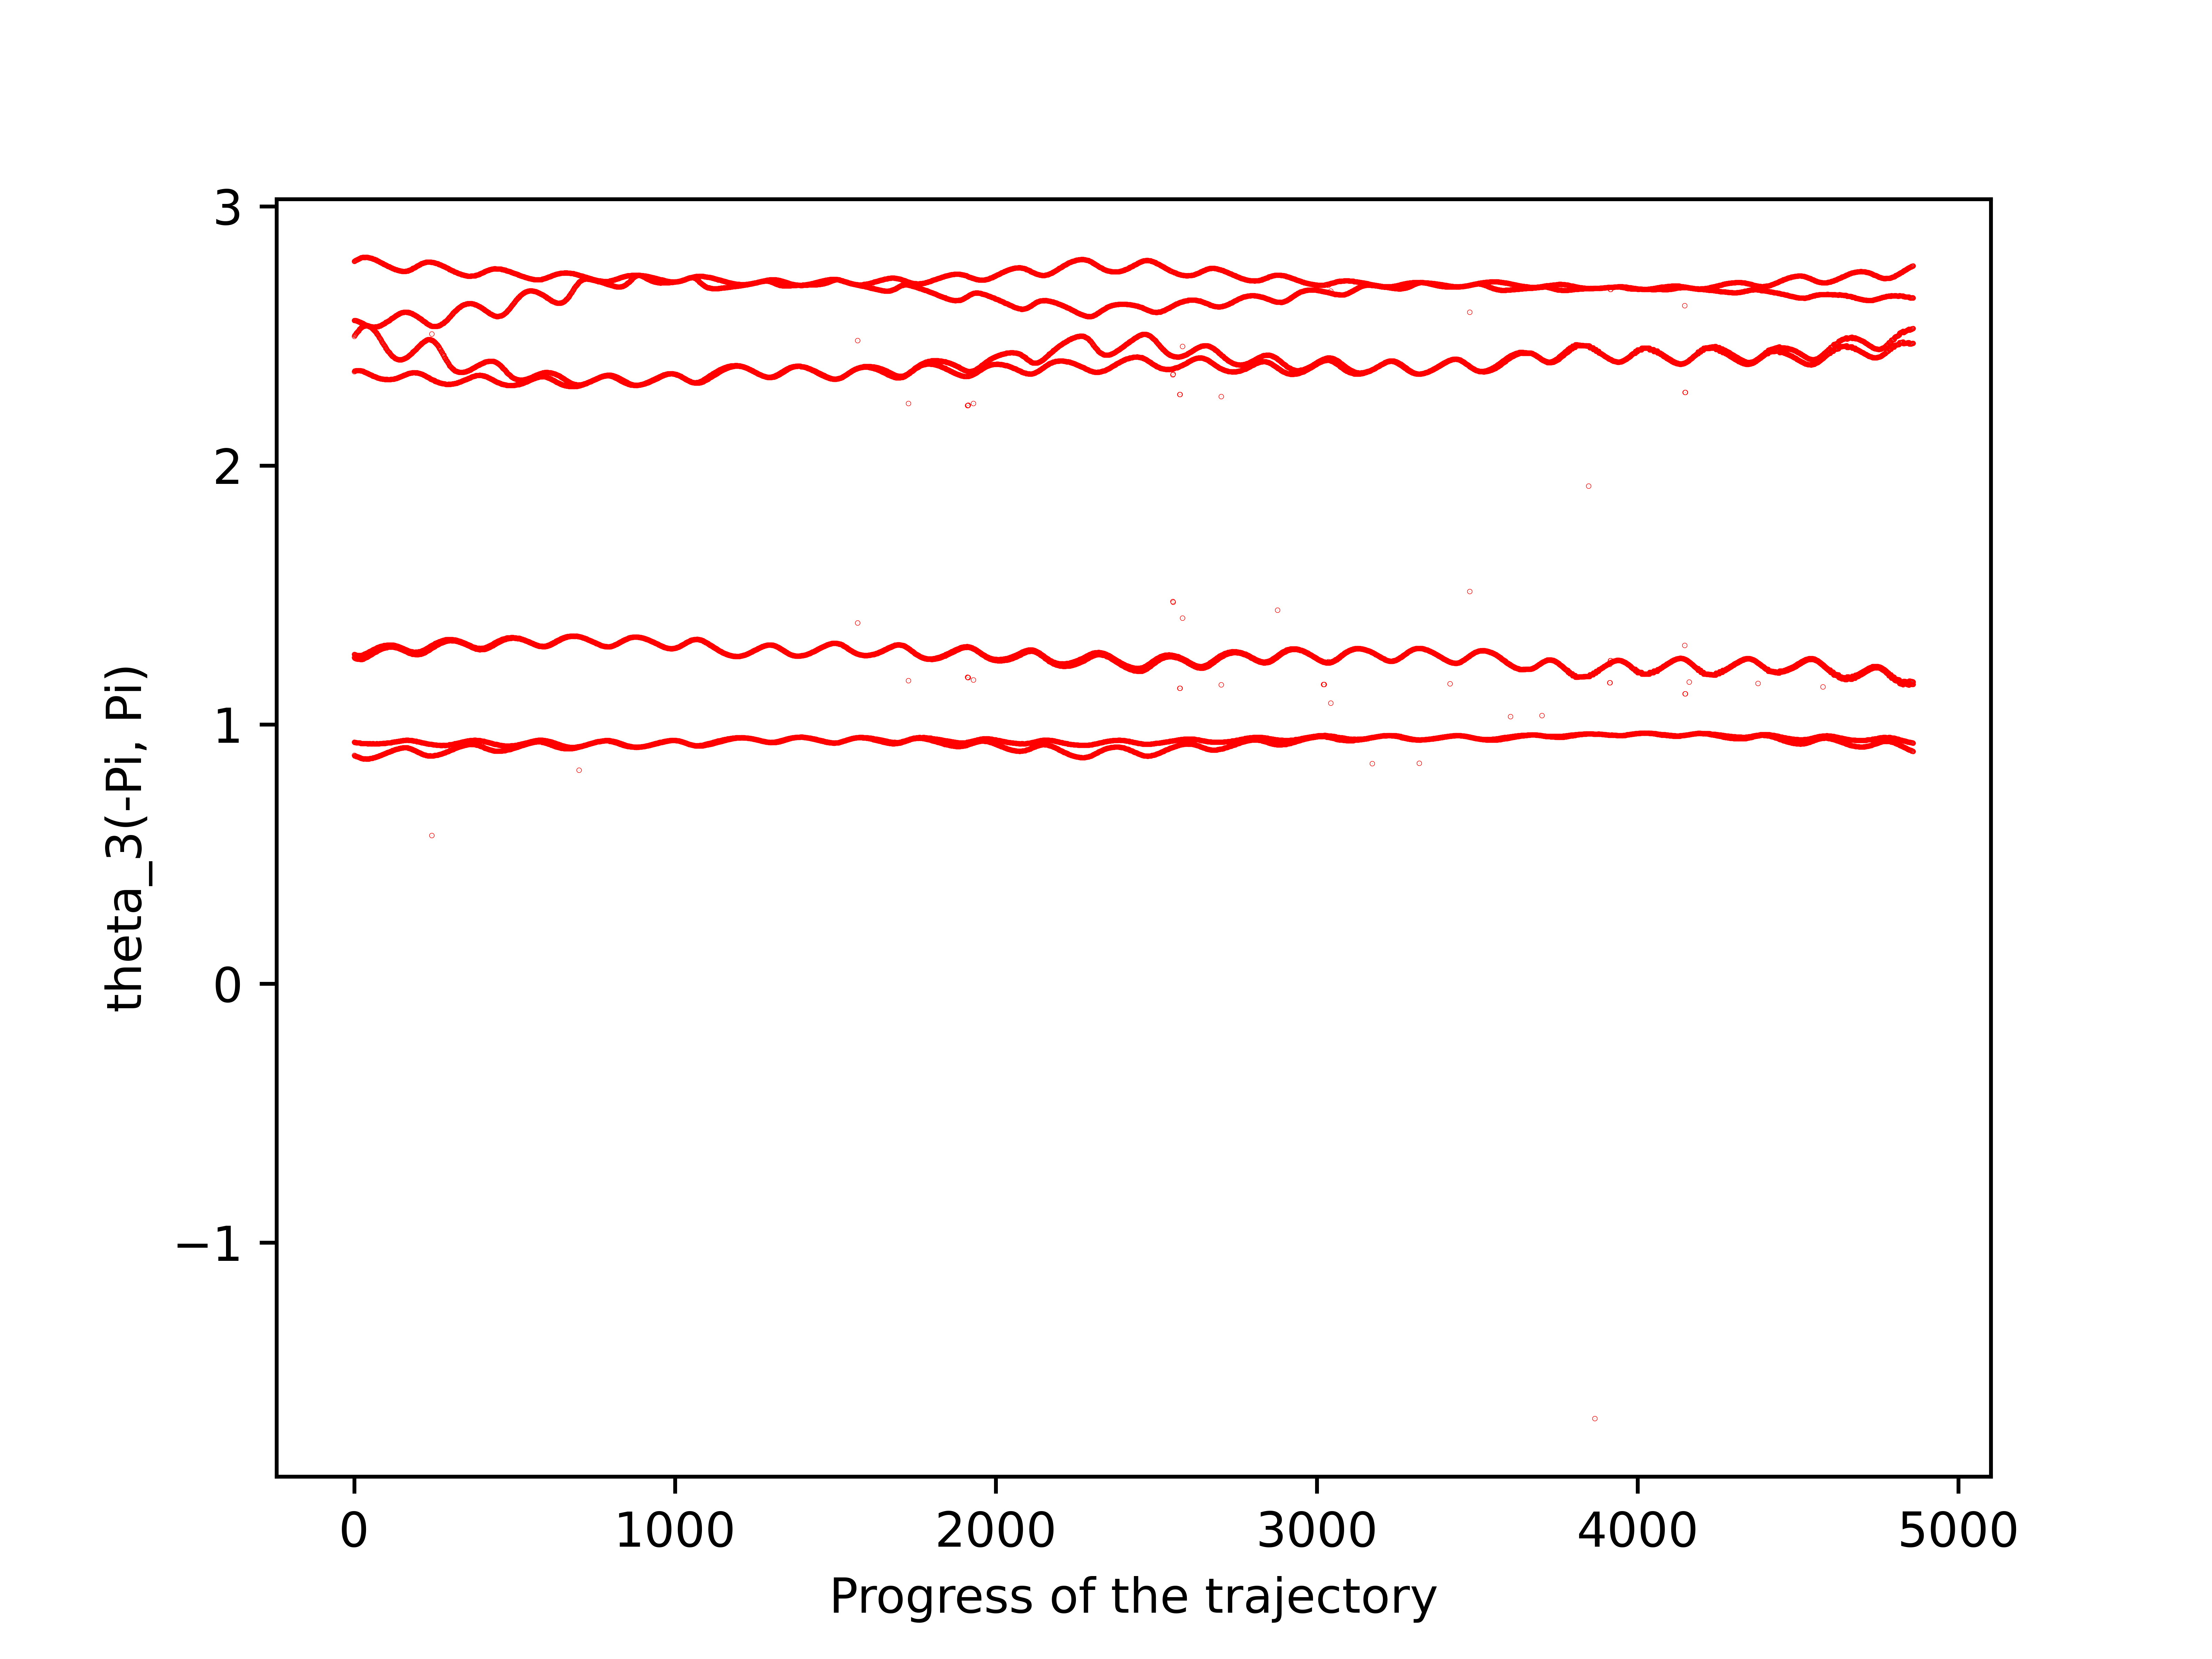 3
2
1
0
−1
theta_3(-Pi, Pi)
0 1000 2000 3000 4000 5000
Progress of the trajectory